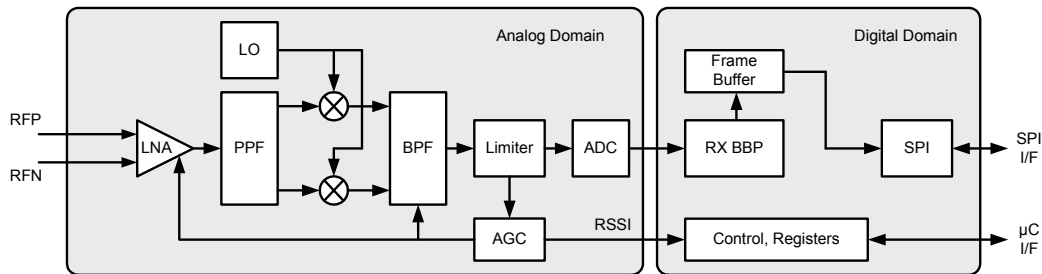 Analog Domain
Digital Domain
LO
Frame
Buffer
RFP
RFN
LNA
PPF
BPF
Limiter
ADC
RX BBP
SPI
SPI
I/F
AGC
RSSI
Control, Registers
µC
I/F